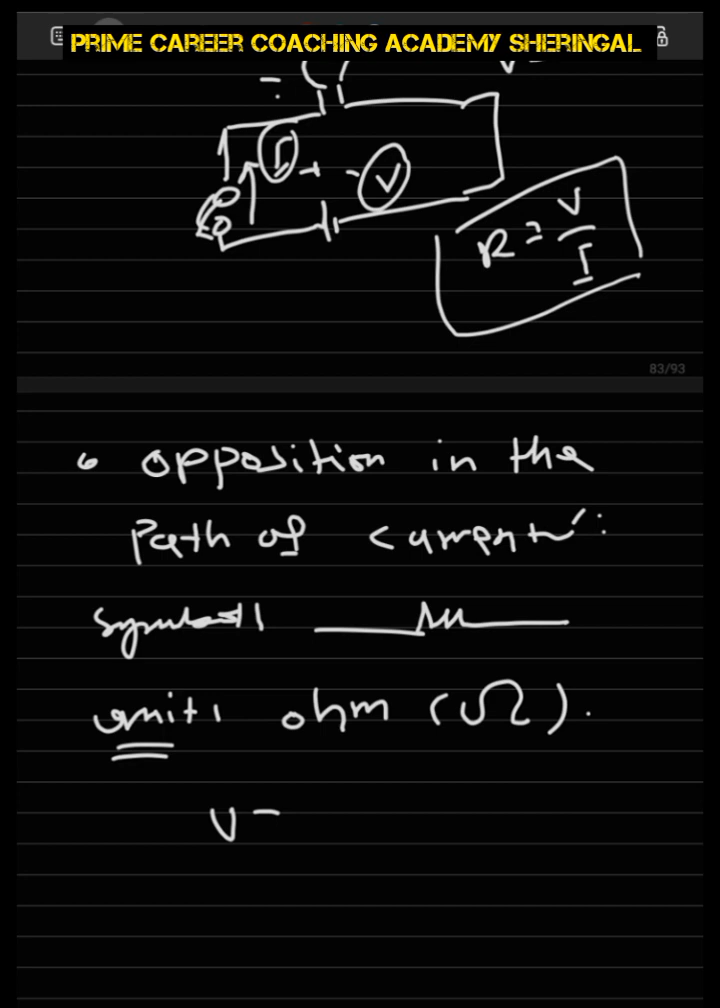 PRIME CAREER COACHING ACADEMY SHERINGAL
I
+ - V
R = V
I
83/93
opposition in the
Path of current:
symbol
unit ohm (Ω).
V =